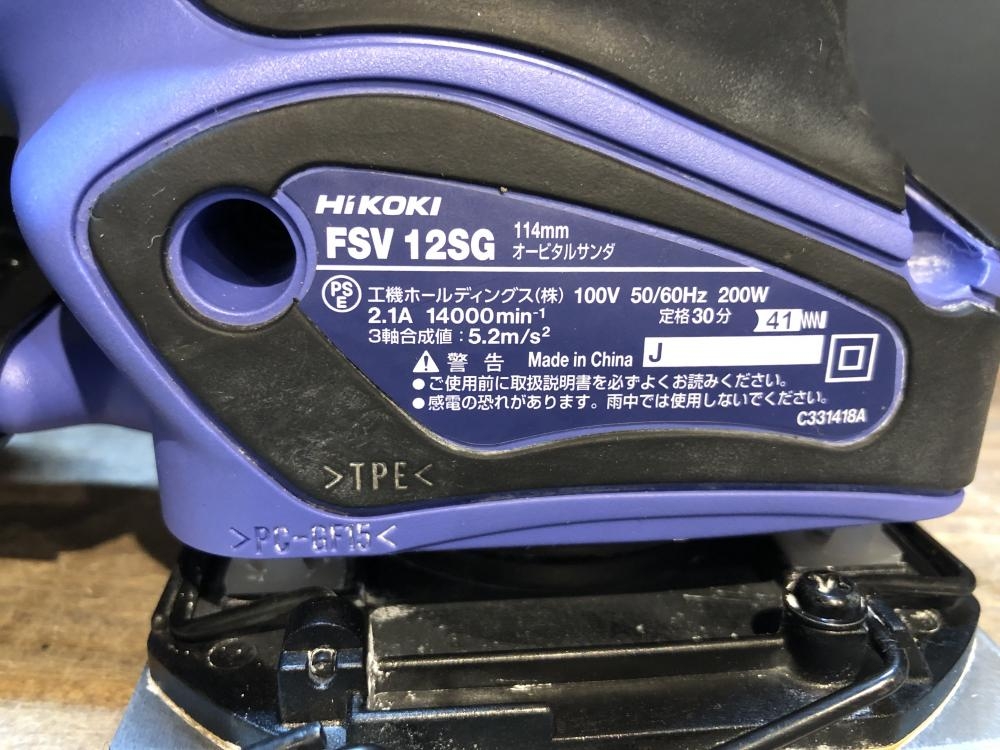 HiKOKI
FSV 12SG 114mm オービタルサンダ
PSE 工機ホールディングス(株) 100V 50/60Hz 200W
2.1A 14000min⁻¹ 定格30分 41
3軸合成値：5.2m/s²
警告 Made in China J
●ご使用前に取扱説明書を必ずよくお読みください。
●感電の恐れがあります。雨中では使用しないでください。
C331418A
>TPE<
>PC-GF15<